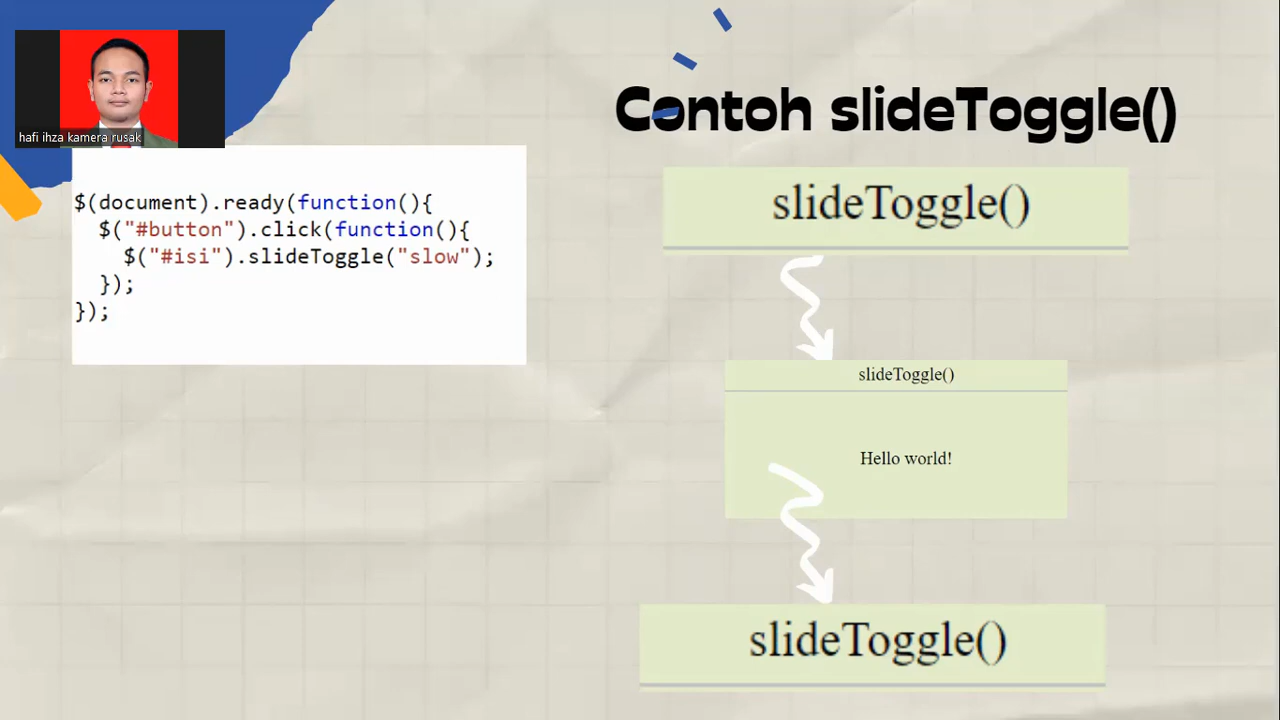 hafi ihza kamera rusak
Contoh slideToggle()
$(document).ready(function(){
  $("#button").click(function(){
    $("#isi").slideToggle("slow");
  });
});
slideToggle()
slideToggle()
Hello world!
slideToggle()